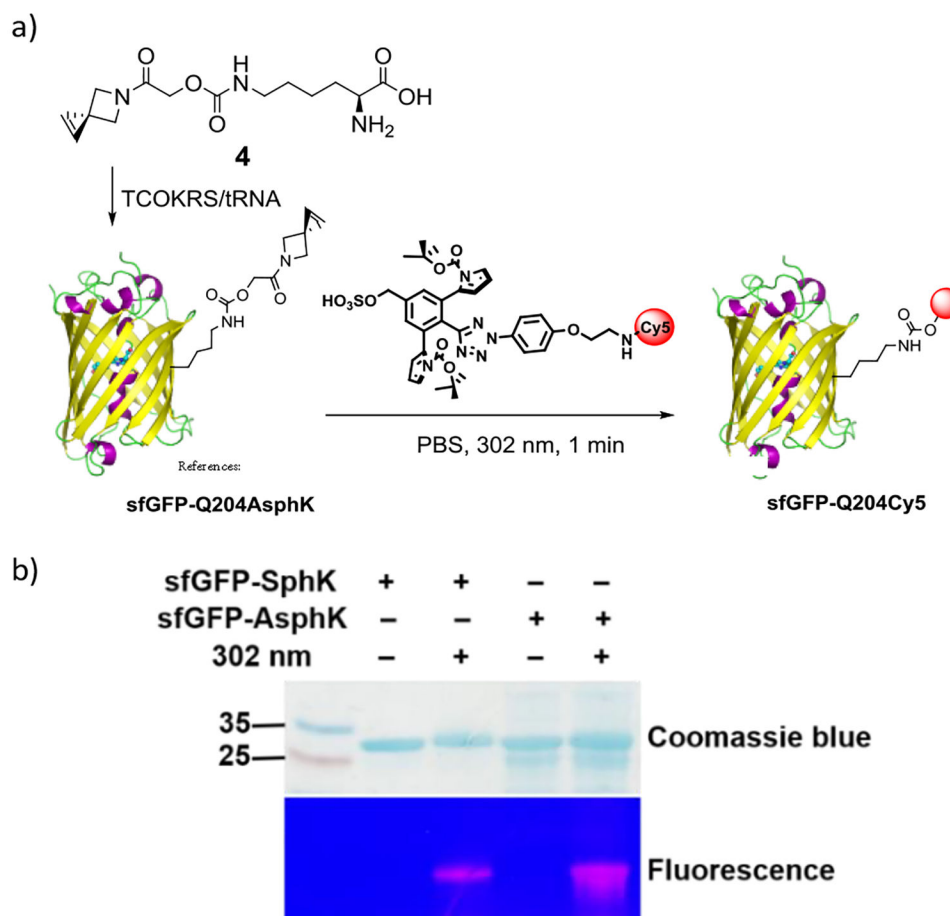 a)
O
N
O
H
N
O
O
OH
NH2
4
TCOKRS/tRNA
N
O
O
O
NH
O
O
N
HO3SO
N
N
N
N
O
N
H
Cy5
N
O
O
O
O
NH
PBS, 302 nm, 1 min
References:
sfGFP-Q204AsphK
sfGFP-Q204Cy5
b)
sfGFP-SphK + + – –
sfGFP-AsphK – – + +
302 nm – + – +
35
25
Coomassie blue
Fluorescence